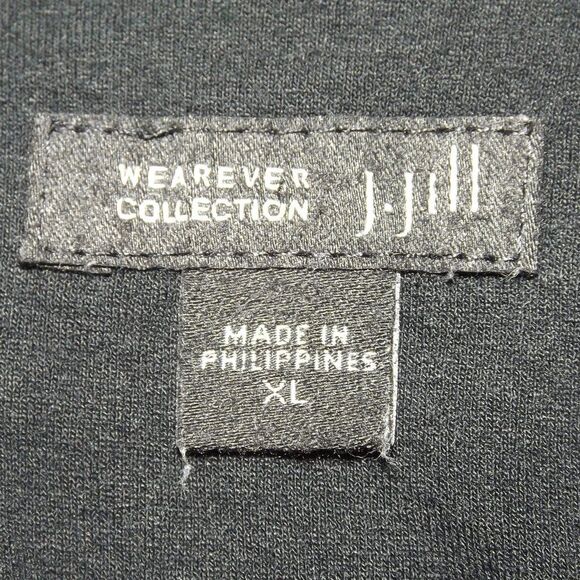 WEAREVER
COLLECTION
J.Jill
MADE IN
PHILIPPINES
XL